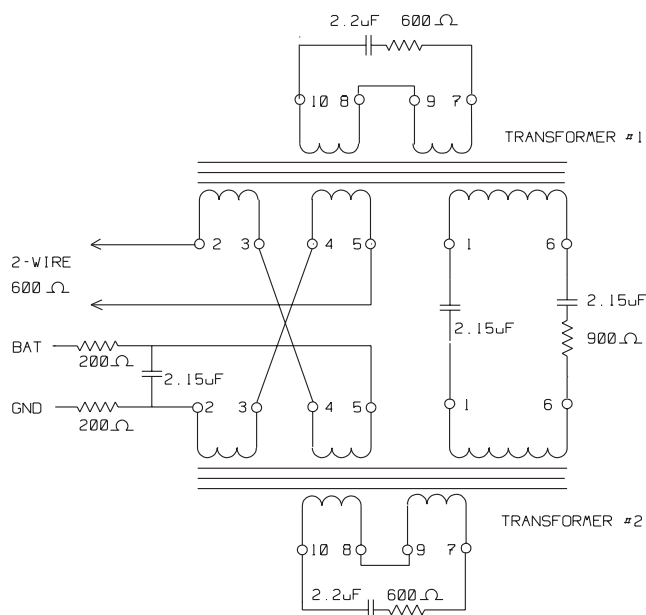 2.2uF 600Ω
10 8 9 7
TRANSFORMER #1
2 3 4 5 1 6
2-WIRE
600Ω
2.15uF
2.15uF
900Ω
BAT
200Ω
2.15uF
GND
200Ω
2 3 4 5 1 6
TRANSFORMER #2
10 8 9 7
2.2uF 600Ω